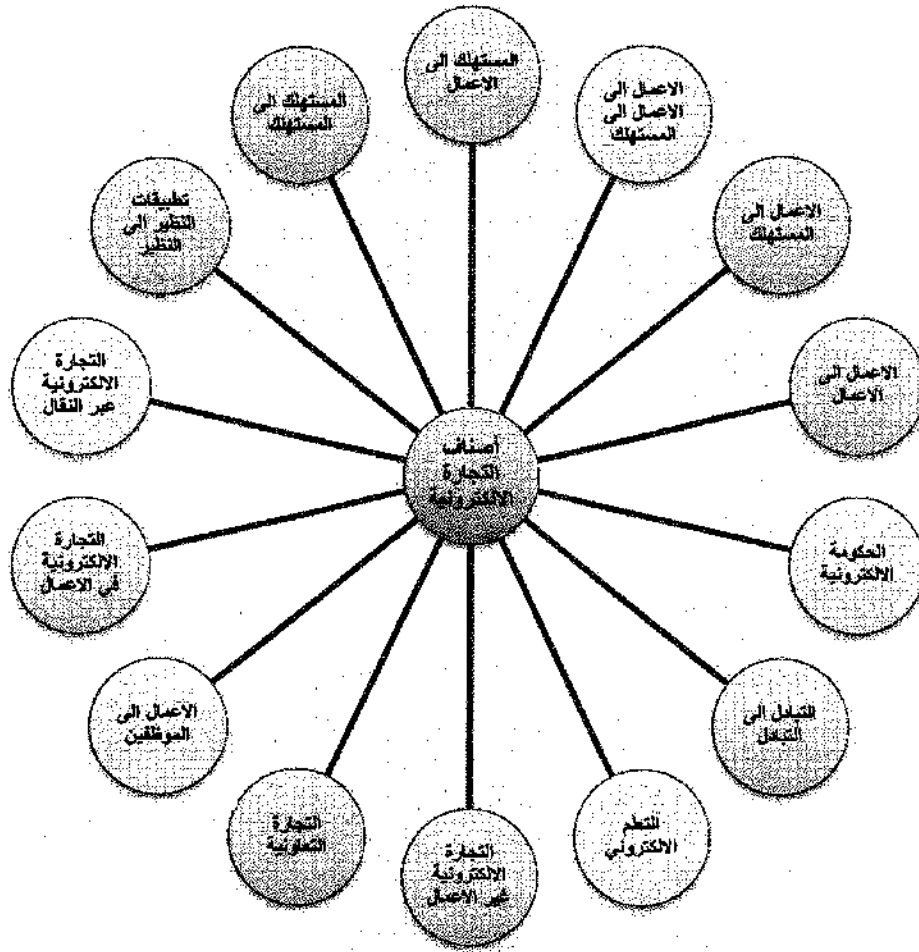 المستهلك الى
الاعمال
الاعمال الى
الاعمال الى
المستهلك
الاعمال الى
المستهلك
الاعمال الى
الاعمال
الحكومة
الالكترونية
التبادل الى
التبادل
التعلم
الالكتروني
التجارة
الالكترونية
غير الاعمال
التجارة
التعاونية
الاعمال الى
الموظفين
التجارة
الالكترونية
في الاعمال
التجارة
الالكترونية
عبر النقال
تطبيقات
النظير الى
النظير
المستهلك الى
المستهلك
أصناف
التجارة
الالكترونية